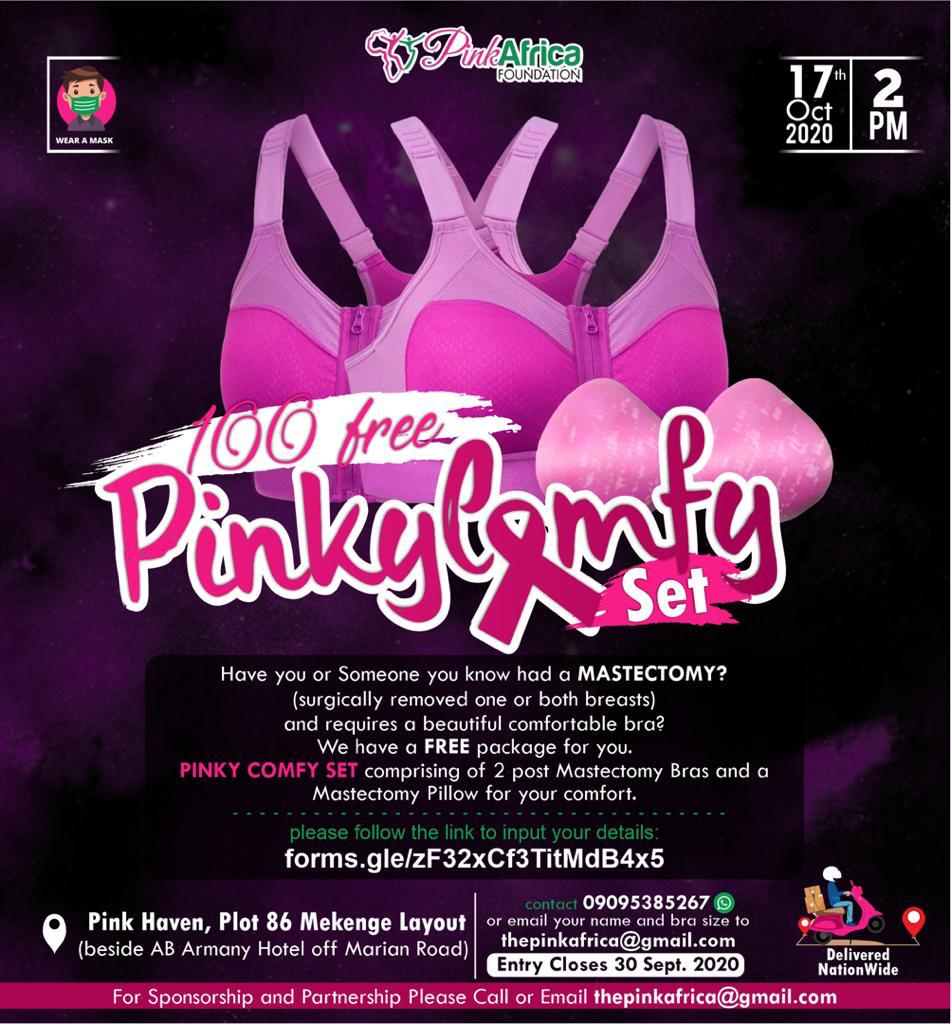 PinkAfrica
FOUNDATION
WEAR A MASK
17th
Oct
2020
2
PM
100 free
PinkyComfy
Set
Have you or Someone you know had a MASTECTOMY?
(surgically removed one or both breasts)
and requires a beautiful comfortable bra?
We have a FREE package for you.
PINKY COMFY SET comprising of 2 post Mastectomy Bras and a
Mastectomy Pillow for your comfort.
please follow the link to input your details:
forms.gle/zF32xCf3TitMdB4x5
Pink Haven, Plot 86 Mekenge Layout
(beside AB Armany Hotel off Marian Road)
contact 09095385267
or email your name and bra size to
thepinkafrica@gmail.com
Entry Closes 30 Sept. 2020
Delivered
NationWide
For Sponsorship and Partnership Please Call or Email thepinkafrica@gmail.com